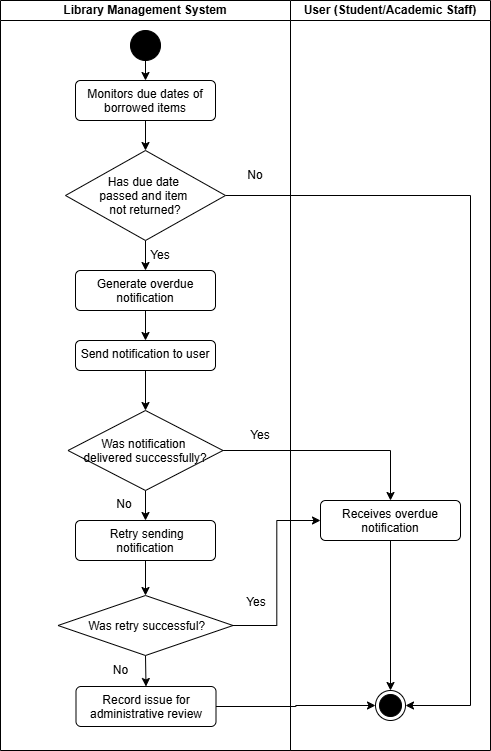 Library Management System
User (Student/Academic Staff)
Monitors due dates of
borrowed items
Has due date
passed and item
not returned?
No
Yes
Generate overdue
notification
Send notification to user
Was notification
delivered successfully?
Yes
No
Receives overdue
notification
Retry sending
notification
Was retry successful?
Yes
No
Record issue for
administrative review